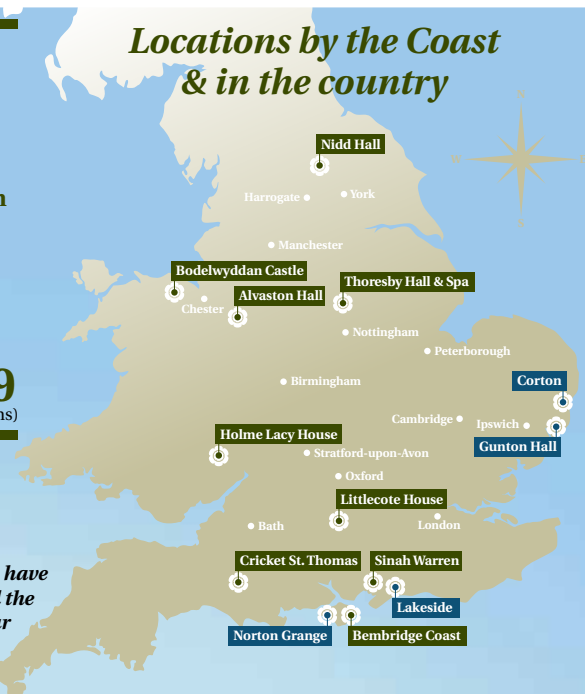 Locations by the Coast
& in the country
Nidd Hall
Harrogate
York
Manchester
Bodelwyddan Castle
Thoresby Hall & Spa
Alvaston Hall
Chester
Nottingham
Peterborough
Birmingham
Corton
9
ns)
Cambridge
Ipswich
Gunton Hall
Holme Lacy House
Stratford-upon-Avon
Oxford
Littlecote House
London
Bath
Cricket St. Thomas
Sinah Warren
have
the
Lakeside
Norton Grange
Bembridge Coast